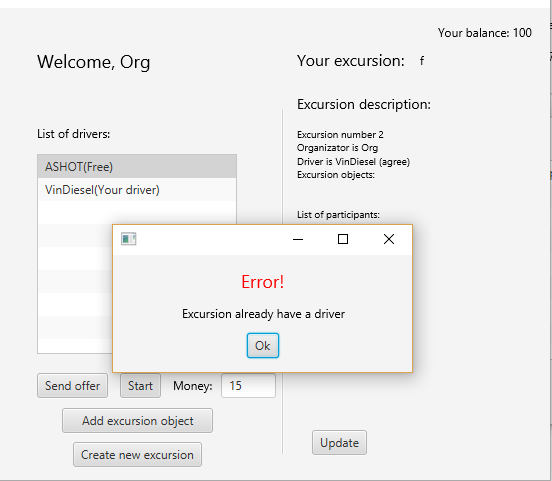 Your balance: 100
Welcome, Org
Your excursion: f
Excursion description:
List of drivers:
Excursion number 2
Organizator is Org
Driver is VinDiesel (agree)
Excursion objects:
ASHOT(Free)
VinDiesel(Your driver)
List of participants:
Error!
Excursion already have a driver
Ok
Send offer
Start
Money:
15
Add excursion object
Create new excursion
Update